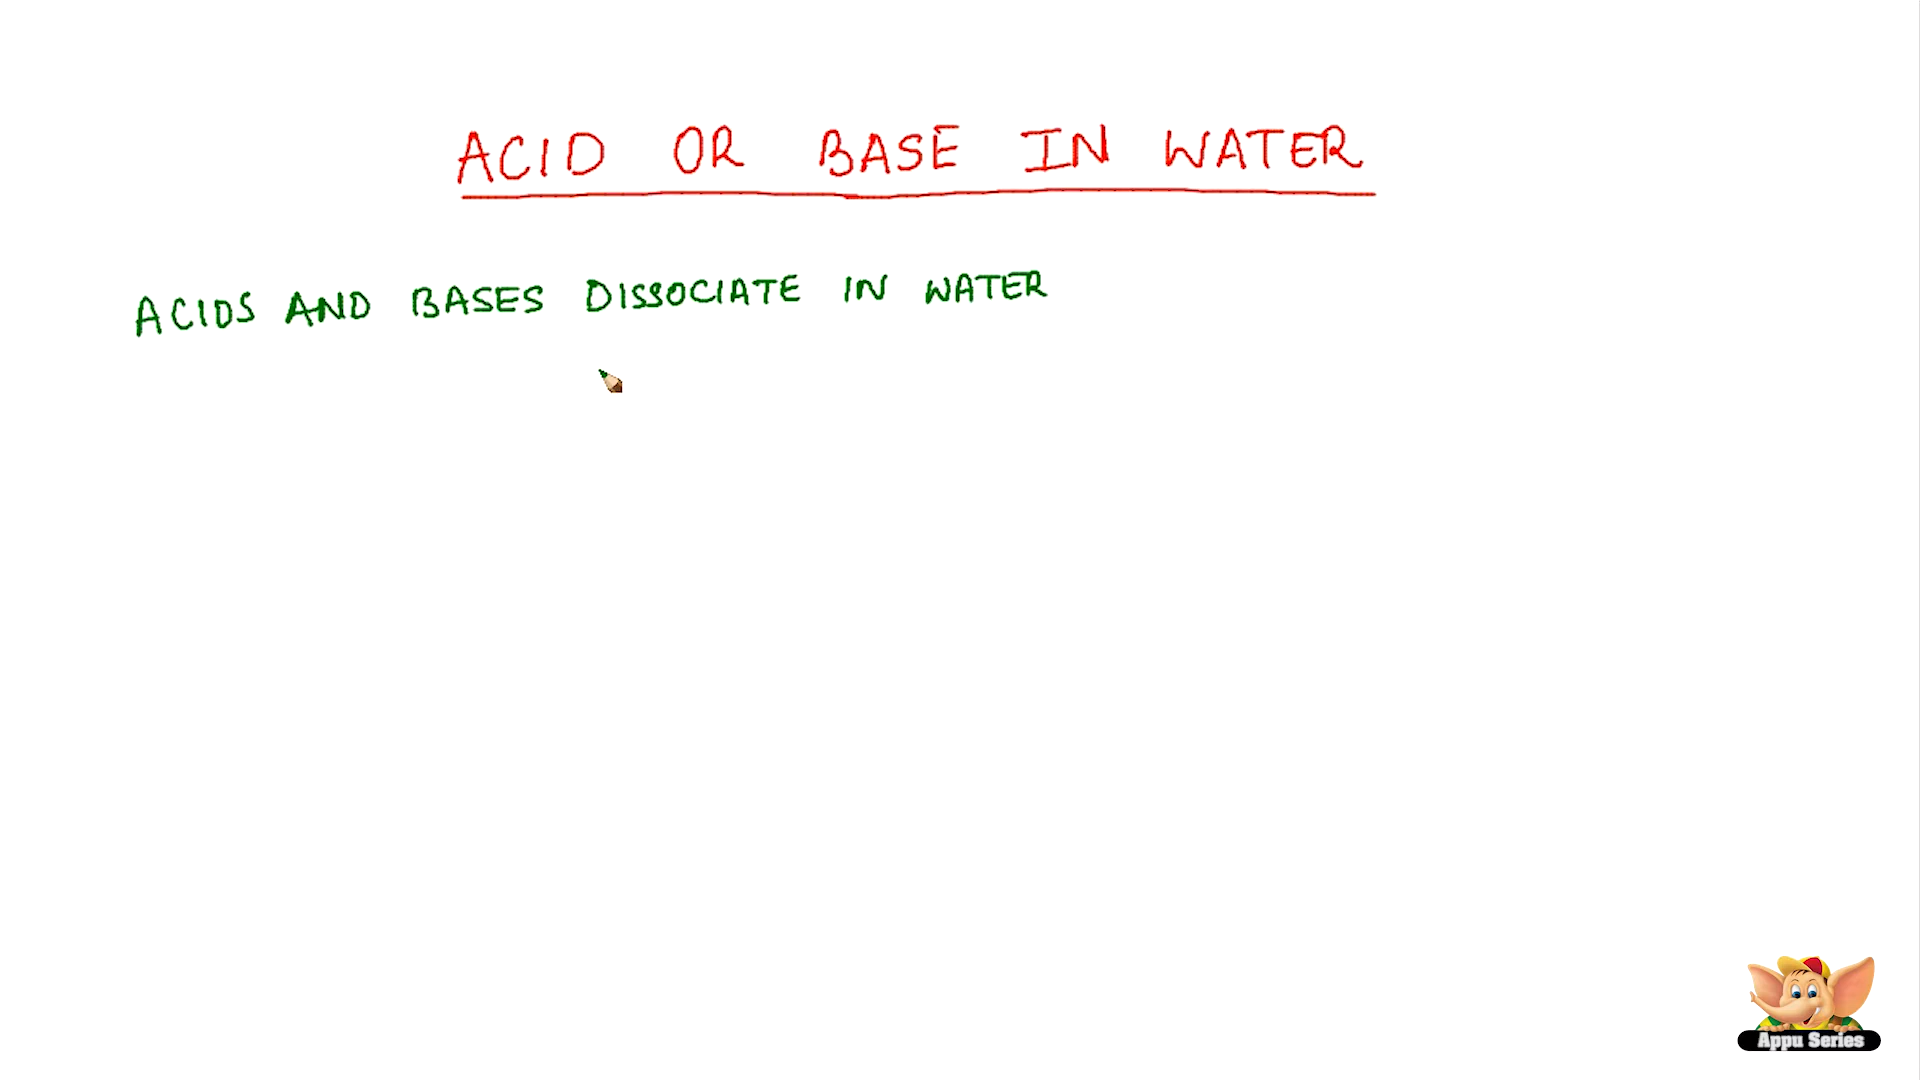 ACID OR BASE IN WATER
ACIDS AND BASES DISSOCIATE IN WATER
Appu Series